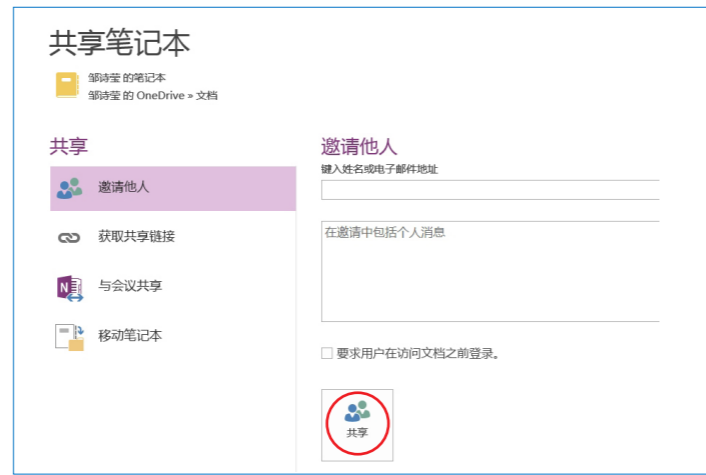 共享笔记本
邹诗莹 的笔记本
邹诗莹 的 OneDrive » 文档
共享
邀请他人
获取共享链接
N
与会议共享
移动笔记本
邀请他人
键入姓名或电子邮件地址
在邀请中包括个人消息
要求用户在访问文档之前登录。
共享